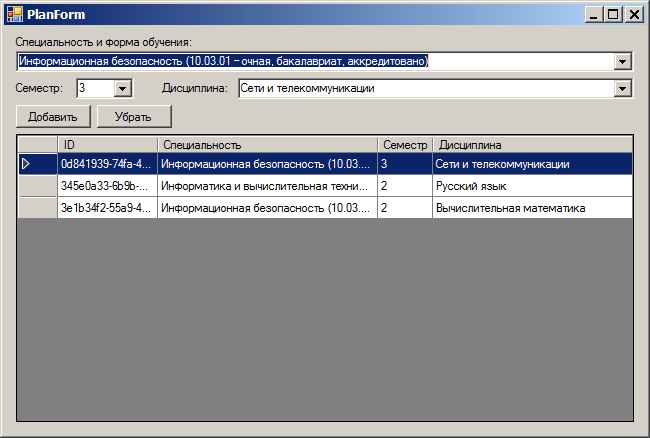 PlanForm
Специальность и форма обучения:
Информационная безопасность (10.03.01 – очная, бакалавриат, аккредитовано)
Семестр: 3 Дисциплина: Сети и телекоммуникации
Добавить Убрать
ID Специальность Семестр Дисциплина
0d841939-74fa-4... Информационная безопасность (10.03.... 3 Сети и телекоммуникации
345e0a33-6b9b-... Информатика и вычислительная техни... 2 Русский язык
3e1b34f2-55a9-4... Информационная безопасность (10.03.... 2 Вычислительная математика